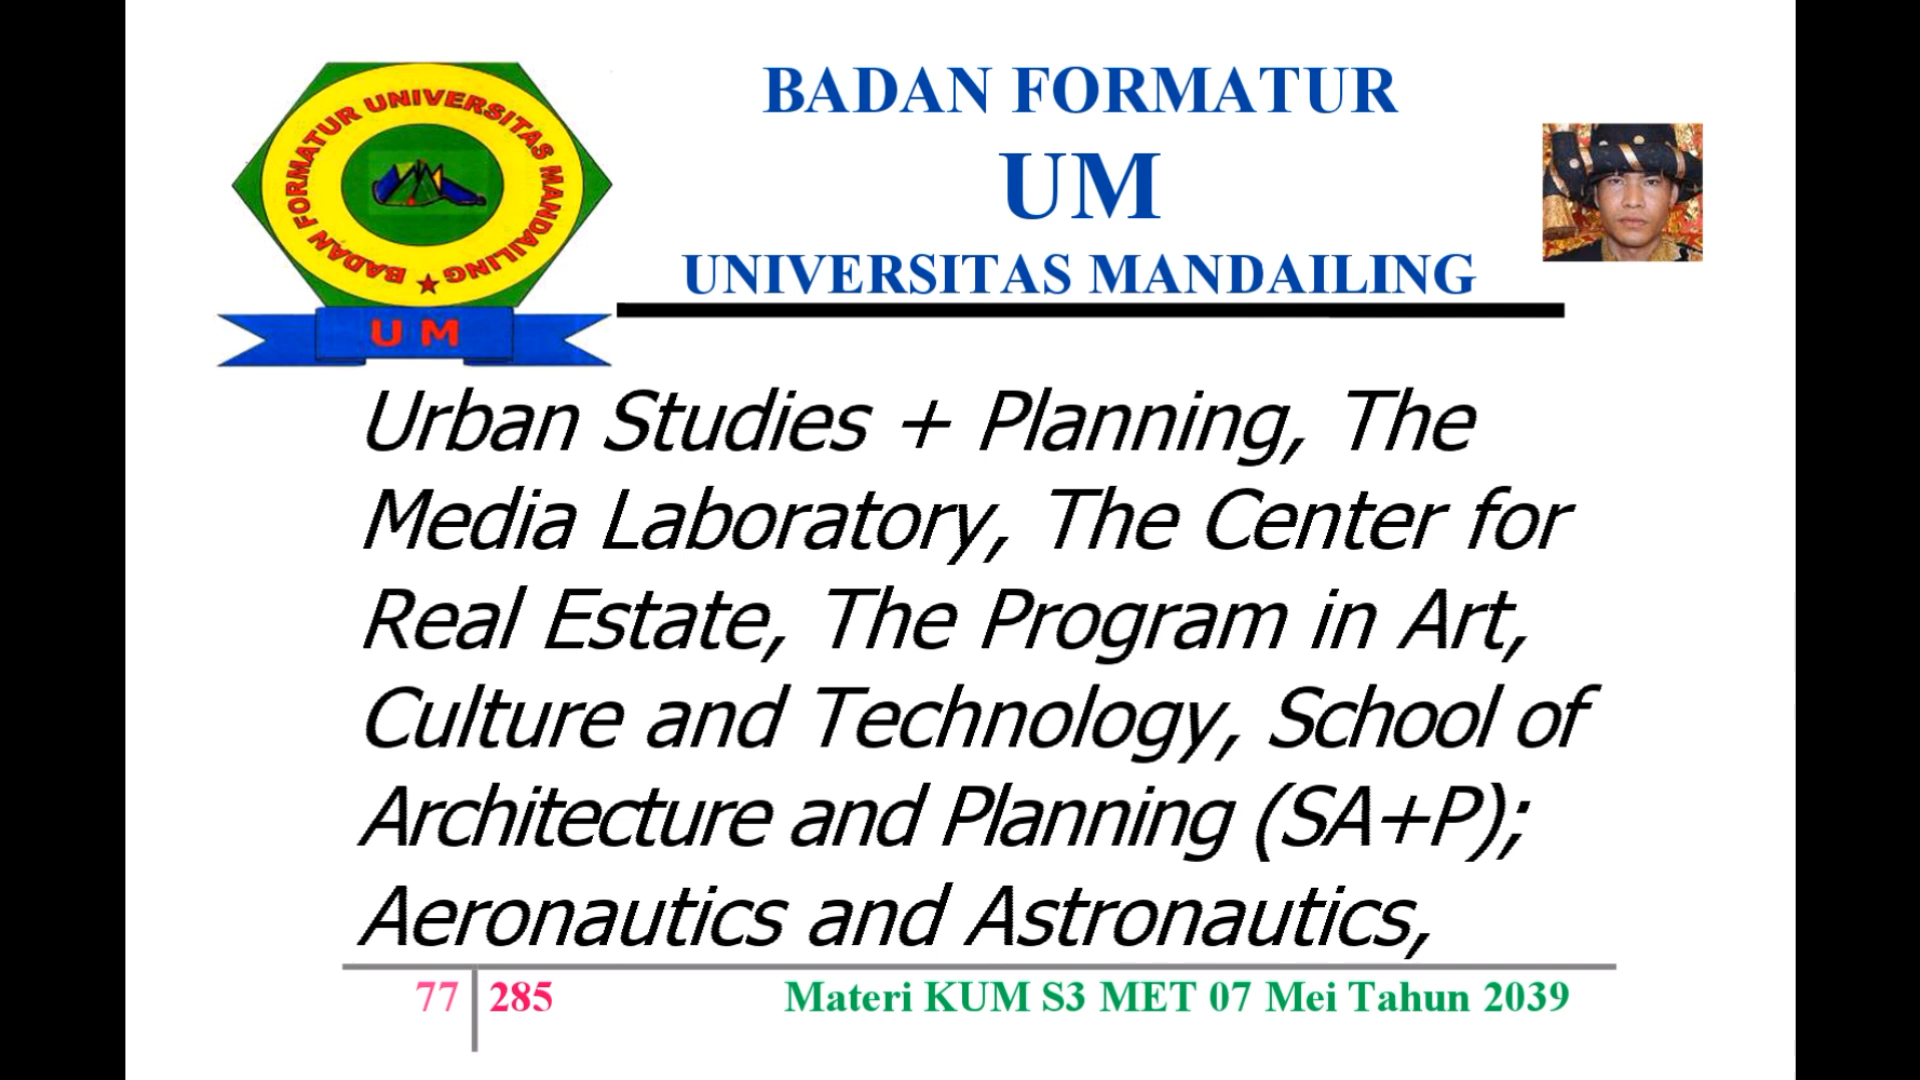 BADAN FORMATUR UNIVERSITAS MANDAILING
U M
BADAN FORMATUR
UM
UNIVERSITAS MANDAILING
Urban Studies + Planning, The
Media Laboratory, The Center for
Real Estate, The Program in Art,
Culture and Technology, School of
Architecture and Planning (SA+P);
Aeronautics and Astronautics,
77 285 Materi KUM S3 MET 07 Mei Tahun 2039